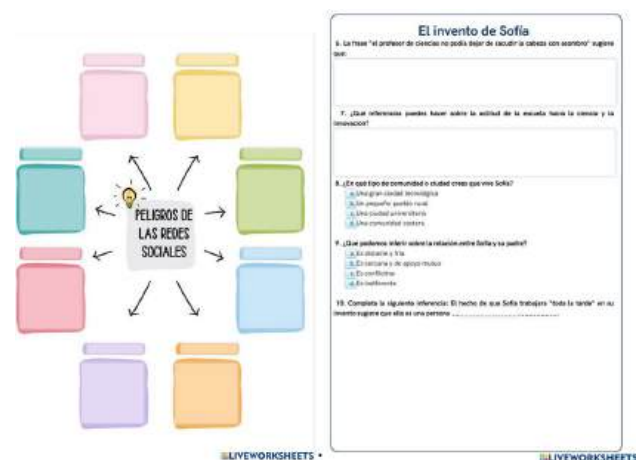 PELIGROS DE
LAS REDES
SOCIALES
LIVEWORKSHEETS
El invento de Sofía
6. La frase "el profesor de ciencias no podía dejar de sacudir la cabeza con asombro" sugiere
que:
7. ¿Qué inferencias puedes hacer sobre la actitud de la escuela hacia la ciencia y la
innovación?
8. ¿En qué tipo de comunidad o ciudad crees que vive Sofía?
Una gran ciudad tecnológica
Un pequeño pueblo rural
Una ciudad universitaria
Una comunidad costera
9. ¿Qué podemos inferir sobre la relación entre Sofía y su padre?
Es distante y fría
Es cercana y de apoyo mutuo
Es conflictiva
Es indiferente
10. Completa la siguiente inferencia: El hecho de que Sofía trabajara "toda la tarde" en su
invento sugiere que ella es una persona
LIVEWORKSHEETS